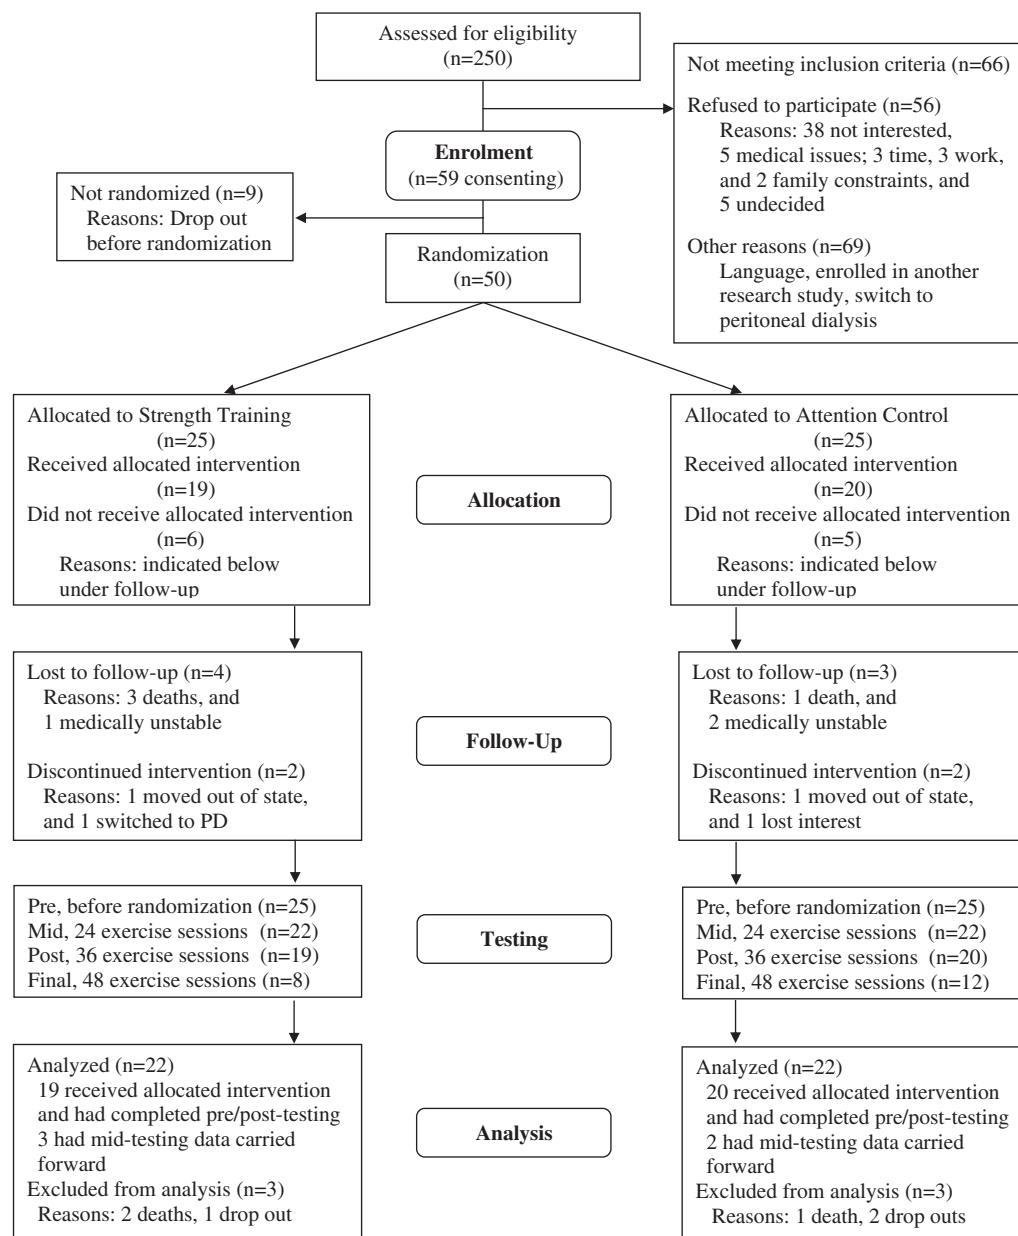 Assessed for eligibility
(n=250)
Not meeting inclusion criteria (n=66)
Refused to participate (n=56)
Reasons: 38 not interested,
5 medical issues; 3 time, 3 work,
and 2 family constraints, and
5 undecided
Other reasons (n=69)
Language, enrolled in another
research study, switch to
peritoneal dialysis
Enrolment
(n=59 consenting)
Not randomized (n=9)
Reasons: Drop out
before randomization
Randomization
(n=50)
Allocated to Strength Training
(n=25)
Received allocated intervention
(n=19)
Did not receive allocated intervention
(n=6)
Reasons: indicated below
under follow-up
Allocation
Allocated to Attention Control
(n=25)
Received allocated intervention
(n=20)
Did not receive allocated intervention
(n=5)
Reasons: indicated below
under follow-up
Lost to follow-up (n=4)
Reasons: 3 deaths, and
1 medically unstable
Discontinued intervention (n=2)
Reasons: 1 moved out of state,
and 1 switched to PD
Follow-Up
Lost to follow-up (n=3)
Reasons: 1 death, and
2 medically unstable
Discontinued intervention (n=2)
Reasons: 1 moved out of state,
and 1 lost interest
Pre, before randomization (n=25)
Mid, 24 exercise sessions (n=22)
Post, 36 exercise sessions (n=19)
Final, 48 exercise sessions (n=8)
Testing
Pre, before randomization (n=25)
Mid, 24 exercise sessions (n=22)
Post, 36 exercise sessions (n=20)
Final, 48 exercise sessions (n=12)
Analyzed (n=22)
19 received allocated intervention
and had completed pre/post-testing
3 had mid-testing data carried
forward
Excluded from analysis (n=3)
Reasons: 2 deaths, 1 drop out
Analysis
Analyzed (n=22)
20 received allocated intervention
and had completed pre/post-testing
2 had mid-testing data carried
forward
Excluded from analysis (n=3)
Reasons: 1 death, 2 drop outs